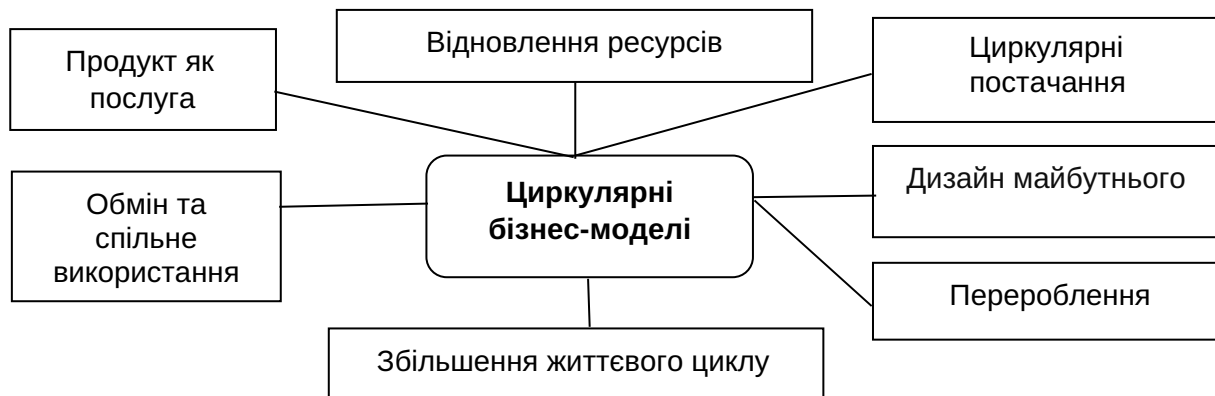 Відновлення ресурсів
Продукт як
послуга
Циркулярні
постачання
Циркулярні
бізнес-моделі
Обмін та
спільне
використання
Дизайн майбутнього
Перероблення
Збільшення життєвого циклу